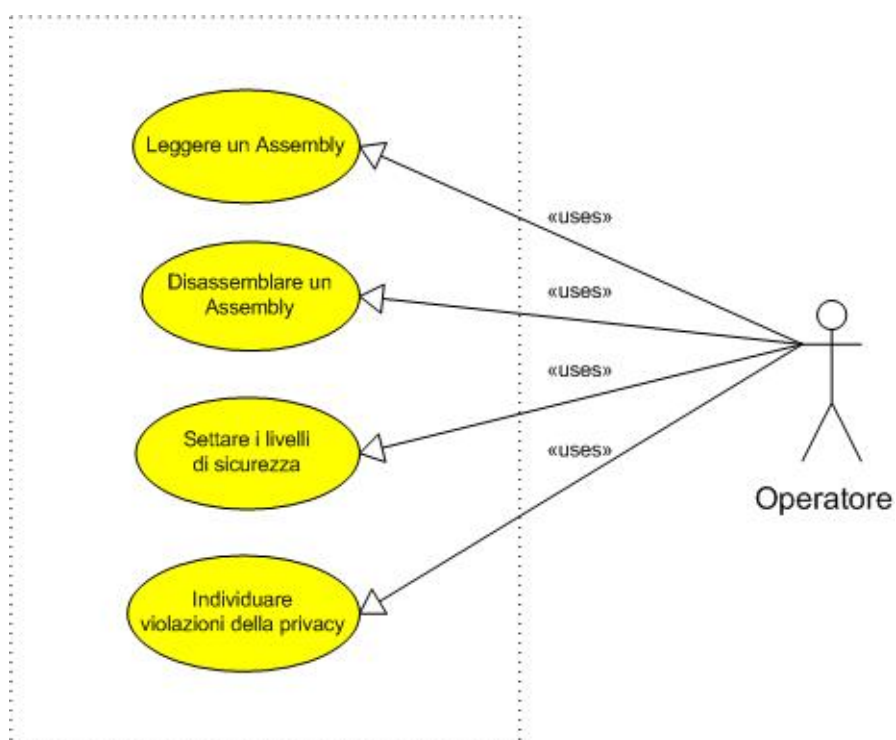 Leggere un Assembly
«uses»
Disassemblare un
Assembly
«uses»
Settare i livelli
di sicurezza
«uses»
Individuare
violazioni della privacy
«uses»
Operatore